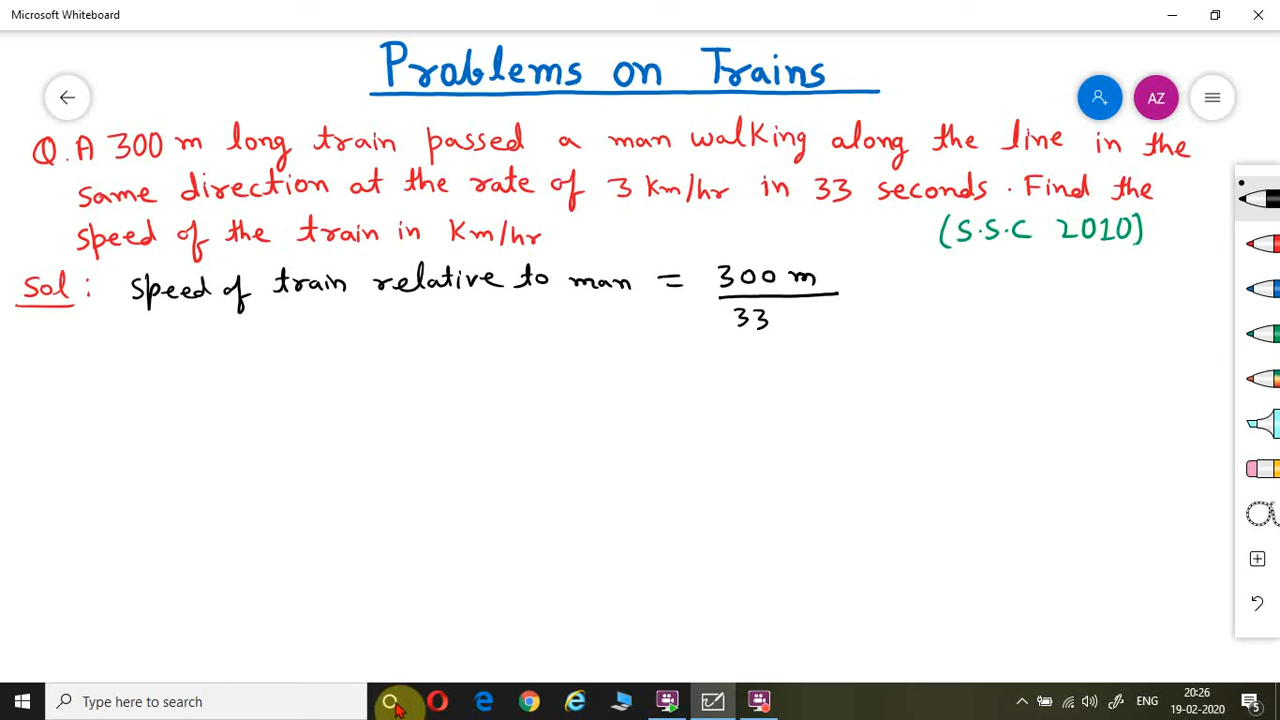 Microsoft Whiteboard
Problems on Trains
AZ
Q. A 300 m long train passed a man walking along the line in the
same direction at the rate of 3 km/hr in 33 seconds. Find the
speed of the train in Km/hr (S.S.C 2010)
Sol: speed of train relative to man = 300 m
33
Type here to search
ENG
20:26
19-02-2020
5